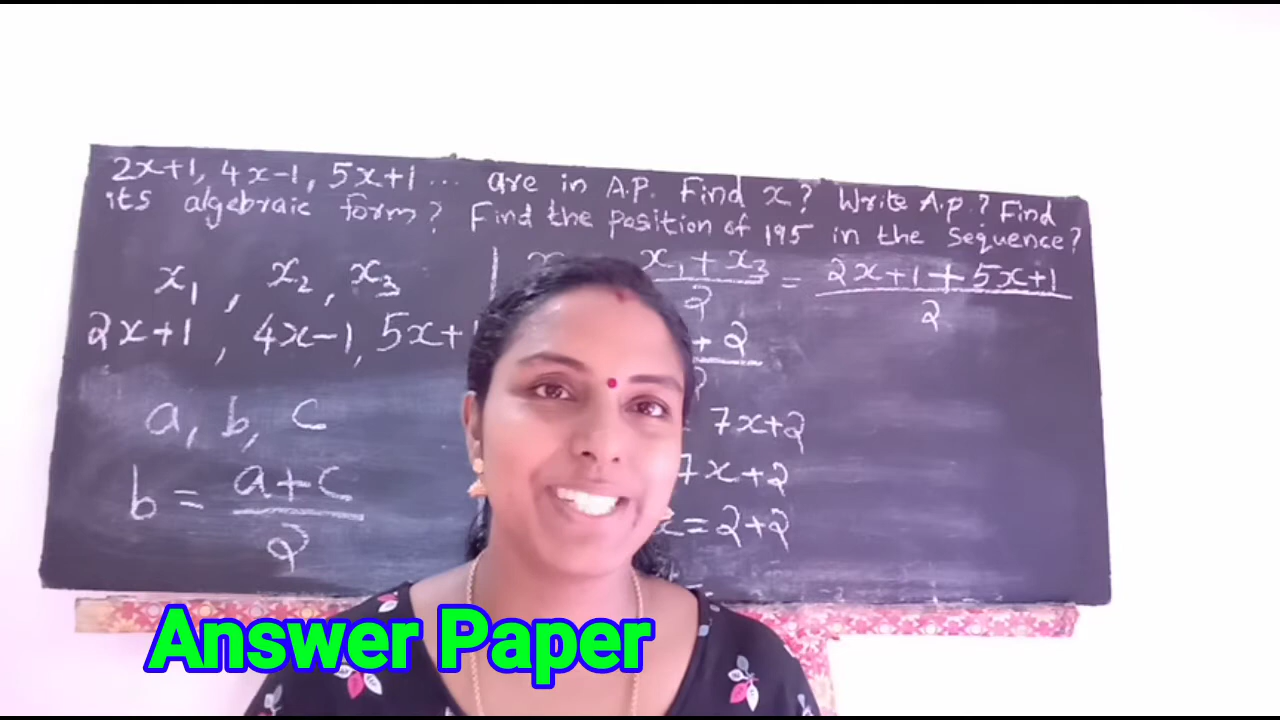 2x+1, 4x-1, 5x+1 ... are in A.P. Find x? Write A.p.? Find
its algebraic form? Find the position of 195 in the sequence?
x₁ , x₂ , x₃
2x+1 , 4x-1, 5x+
a, b, c
b = a+c / 2
x₁ + x₃ / 2 = 2x+1 + 5x+1 / 2
+ 2
7x+2
7x+2
= 2+2
Answer Paper